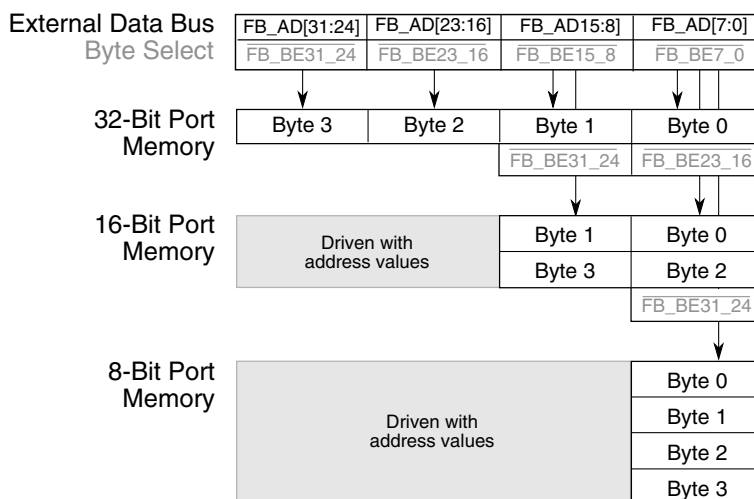 External Data Bus FB_AD[31:24] FB_AD[23:16] FB_AD15:8] FB_AD[7:0]
Byte Select FB_BE31_24 FB_BE23_16 FB_BE15_8 FB_BE7_0
32-Bit Port Byte 3 Byte 2 Byte 1 Byte 0
Memory
FB_BE31_24 FB_BE23_16
16-Bit Port Byte 1 Byte 0
Memory
Driven with
address values
Byte 3 Byte 2
FB_BE31_24
8-Bit Port Byte 0
Memory
Driven with
address values
Byte 1
Byte 2
Byte 3